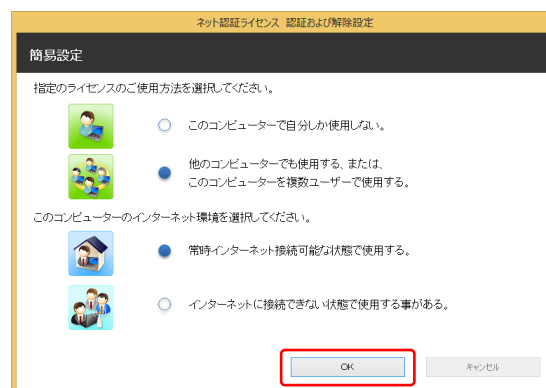 ネット認証ライセンス 認証および解除設定
簡易設定
指定のライセンスのご使用方法を選択してください。
このコンピューターで自分しか使用しない。
他のコンピューターでも使用する、または、
このコンピューターを複数ユーザーで使用する。
このコンピューターのインターネット環境を選択してください。
常時インターネット接続可能な状態で使用する。
インターネットに接続できない状態で使用する事がある。
OK
キャンセル